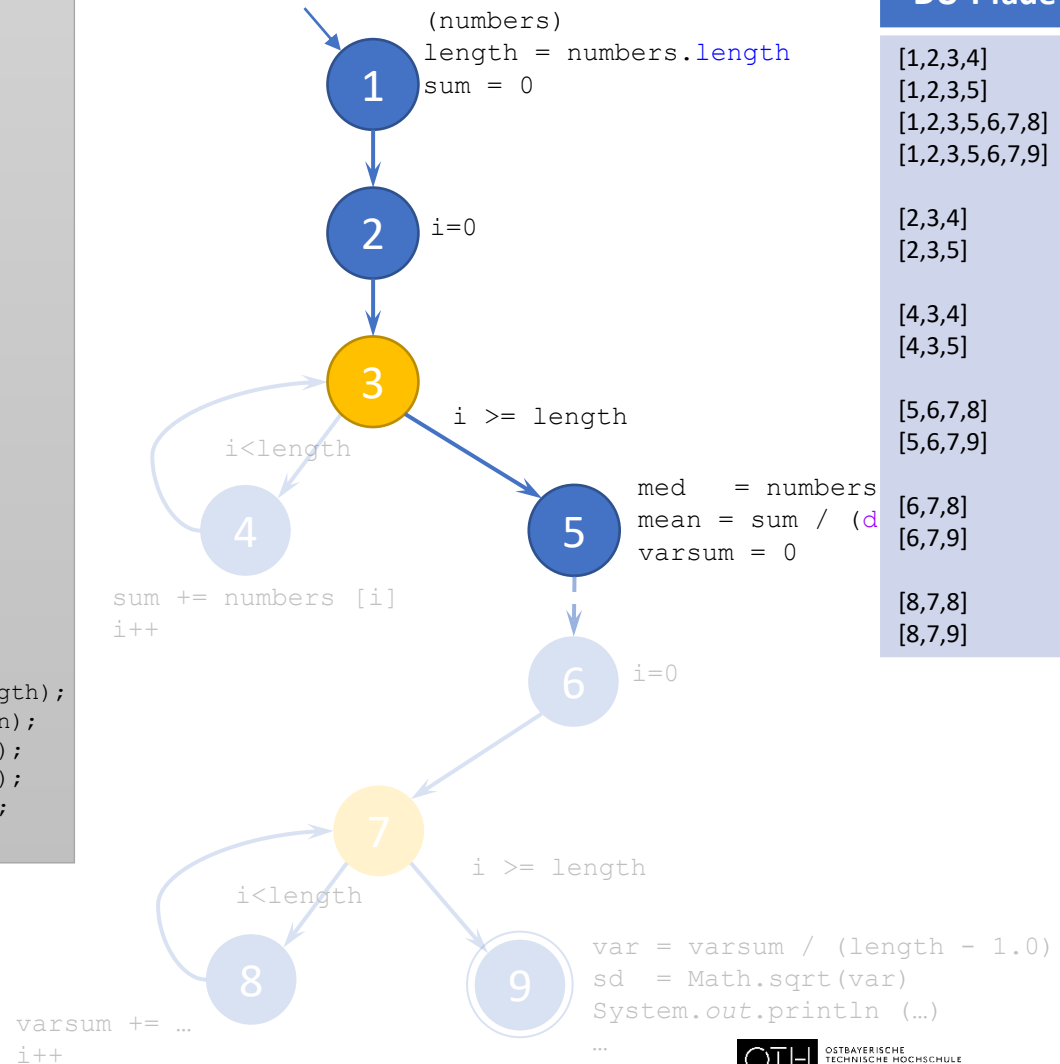 (numbers)
length = numbers.length
sum = 0
1
2
i=0
3
i >= length
i<length
4
sum += numbers [i]
i++
5
med = numbers
mean = sum / (d
varsum = 0
6
i=0
7
i >= length
i<length
8
varsum += …
i++
9
var = varsum / (length - 1.0)
sd = Math.sqrt(var)
System.out.println (…)
…
[1,2,3,4]
[1,2,3,5]
[1,2,3,5,6,7,8]
[1,2,3,5,6,7,9]
[2,3,4]
[2,3,5]
[4,3,4]
[4,3,5]
[5,6,7,8]
[5,6,7,9]
[6,7,8]
[6,7,9]
[8,7,8]
[8,7,9]
gth);
n);
);
);
;
OTH
OSTBAYERISCHE
TECHNISCHE HOCHSCHULE